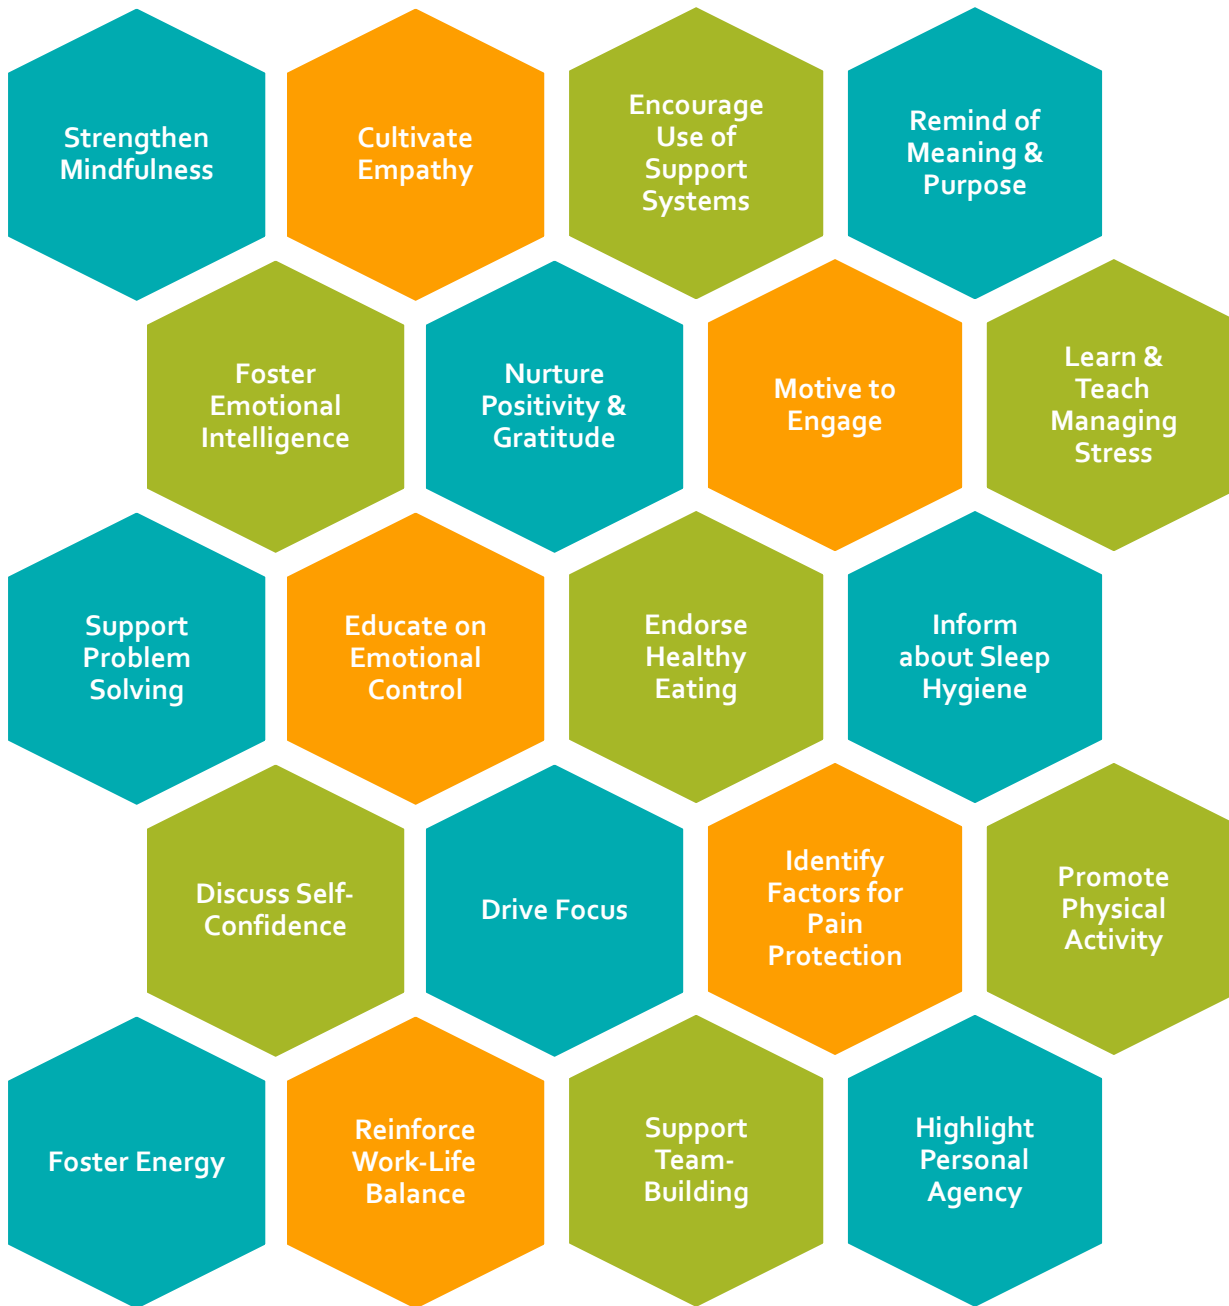 Strengthen
Mindfulness
Cultivate
Empathy
Encourage
Use of
Support
Systems
Remind of
Meaning &
Purpose
Foster
Emotional
Intelligence
Nurture
Positivity &
Gratitude
Motive to
Engage
Learn &
Teach
Managing
Stress
Support
Problem
Solving
Educate on
Emotional
Control
Endorse
Healthy
Eating
Inform
about Sleep
Hygiene
Discuss Self-
Confidence
Drive Focus
Identify
Factors for
Pain
Protection
Promote
Physical
Activity
Foster Energy
Reinforce
Work-Life
Balance
Support
Team-
Building
Highlight
Personal
Agency